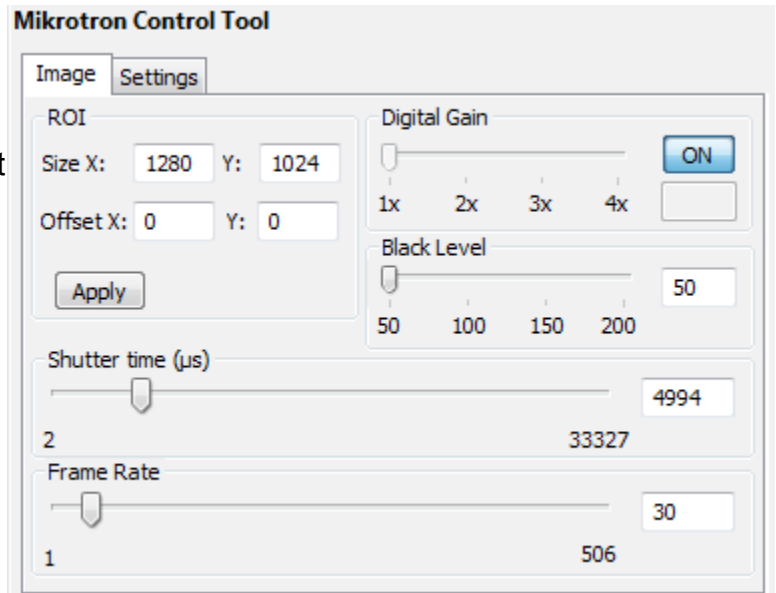 Mikrotron Control Tool
Image Settings
ROI
Size X: 1280 Y: 1024
Offset X: 0 Y: 0
Apply
Digital Gain
ON
1x 2x 3x 4x
Black Level
50
50 100 150 200
Shutter time (µs)
4994
2 33327
Frame Rate
30
1 506
t